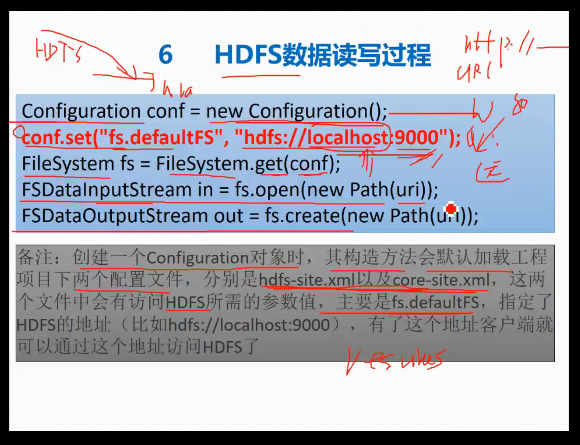 6 HDFS数据读写过程
http://
Configuration conf = new Configuration();
conf.set("fs.defaultFS", "hdfs://localhost:9000");
FileSystem fs = FileSystem.get(conf);
FSDataInputStream in = fs.open(new Path(uri));
FSDataOutputStream out = fs.create(new Path(uri));
备注：创建一个Configuration对象时，其构造方法会默认加载工程
项目下两个配置文件，分别是hdfs-site.xml以及core-site.xml，这两
个文件中会有访问HDFS所需的参数值，主要是fs.defaultFS，指定了
HDFS的地址（比如hdfs://localhost:9000），有了这个地址客户端就
可以通过这个地址访问HDFS了